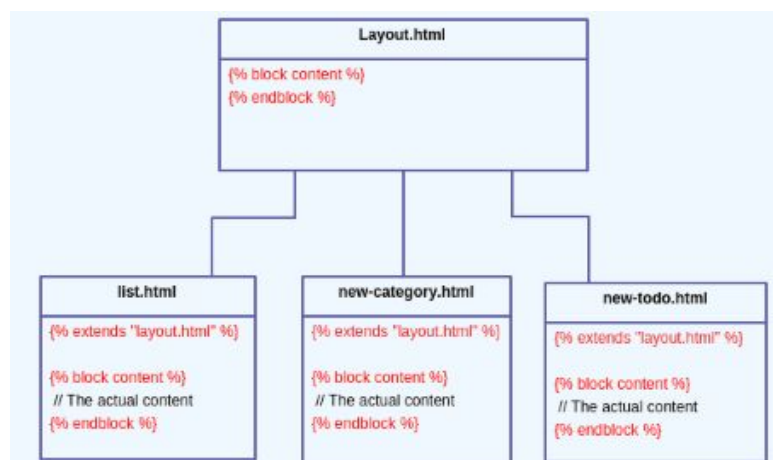 Layout.html
{% block content %}
{% endblock %}
list.html
{% extends "layout.html" %}
{% block content %}
// The actual content
{% endblock %}
new-category.html
{% extends "layout.html" %}
{% block content %}
// The actual content
{% endblock %}
new-todo.html
{% extends "layout.html" %}
{% block content %}
// The actual content
{% endblock %}